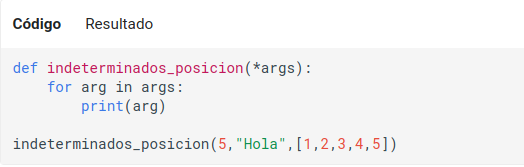 Código Resultado
def indeterminados_posicion(*args):
    for arg in args:
        print(arg)
indeterminados_posicion(5,"Hola",[1,2,3,4,5])